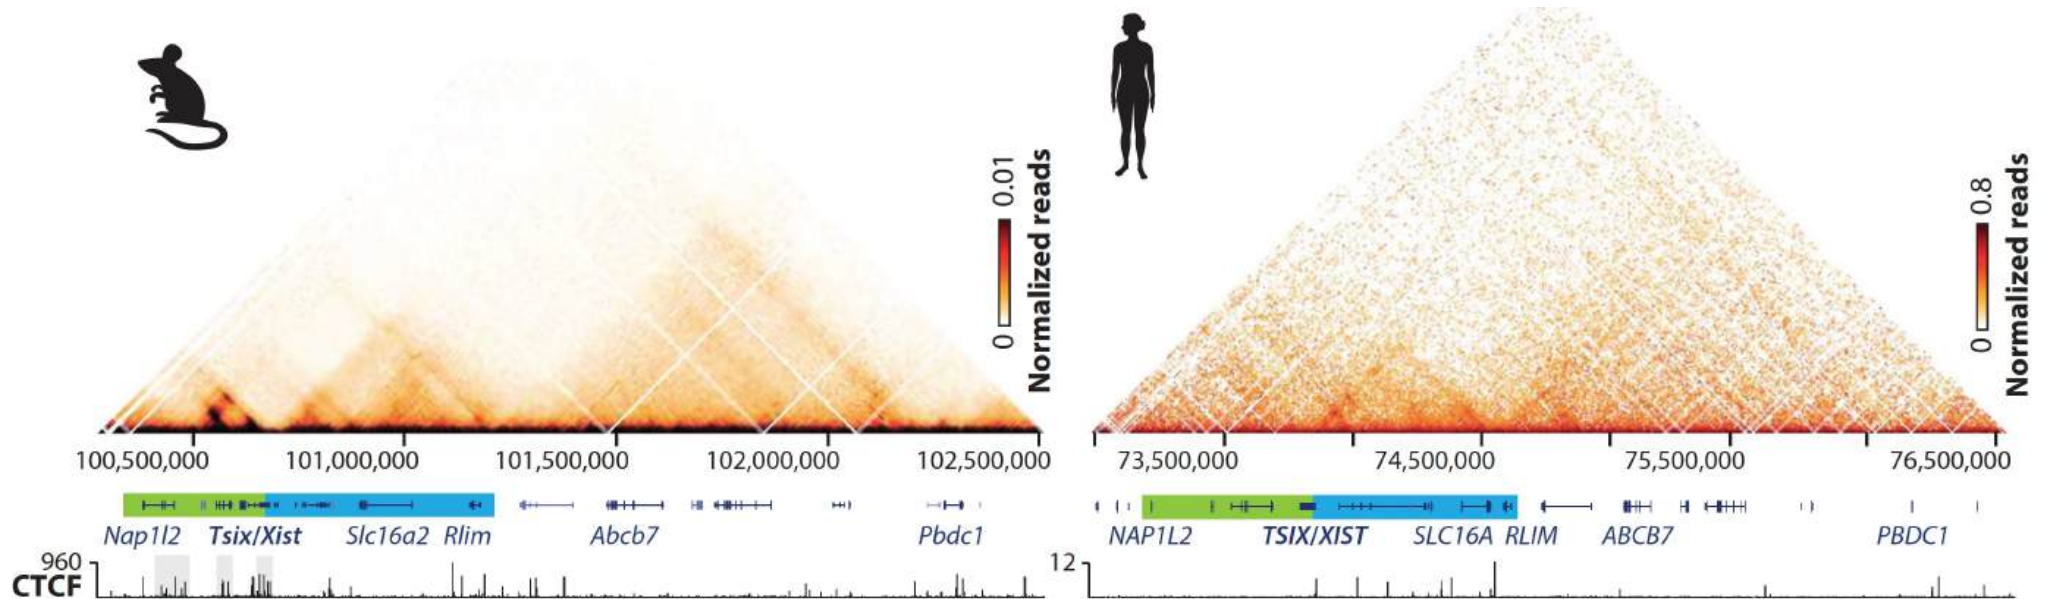 0 0.01
Normalized reads
0 0.8
Normalized reads
100,500,000 101,000,000 101,500,000 102,000,000 102,500,000
73,500,000 74,500,000 75,500,000 76,500,000
Nap1l2 Tsix/Xist Slc16a2 Rlim Abcb7 Pbdc1
NAP1L2 TSIX/XIST SLC16A RLIM ABCB7 PBDC1
960
CTCF
12